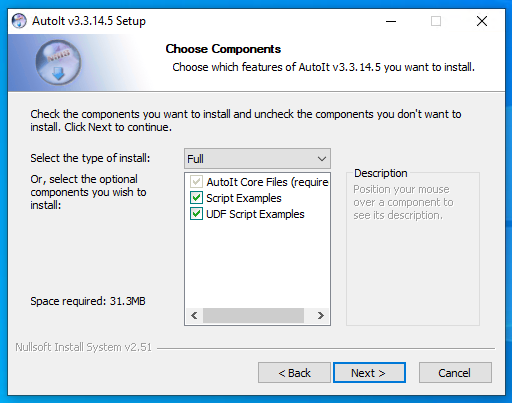 AutoIt v3.3.14.5 Setup
Choose Components
Choose which features of AutoIt v3.3.14.5 you want to install.
Check the components you want to install and uncheck the components you don't want to
install. Click Next to continue.
Select the type of install:
Full
Or, select the optional
components you wish to
install:
AutoIt Core Files (require
Script Examples
UDF Script Examples
Description
Position your mouse
over a component to
see its description.
Space required: 31.3MB
Nullsoft Install System v2.51
< Back
Next >
Cancel